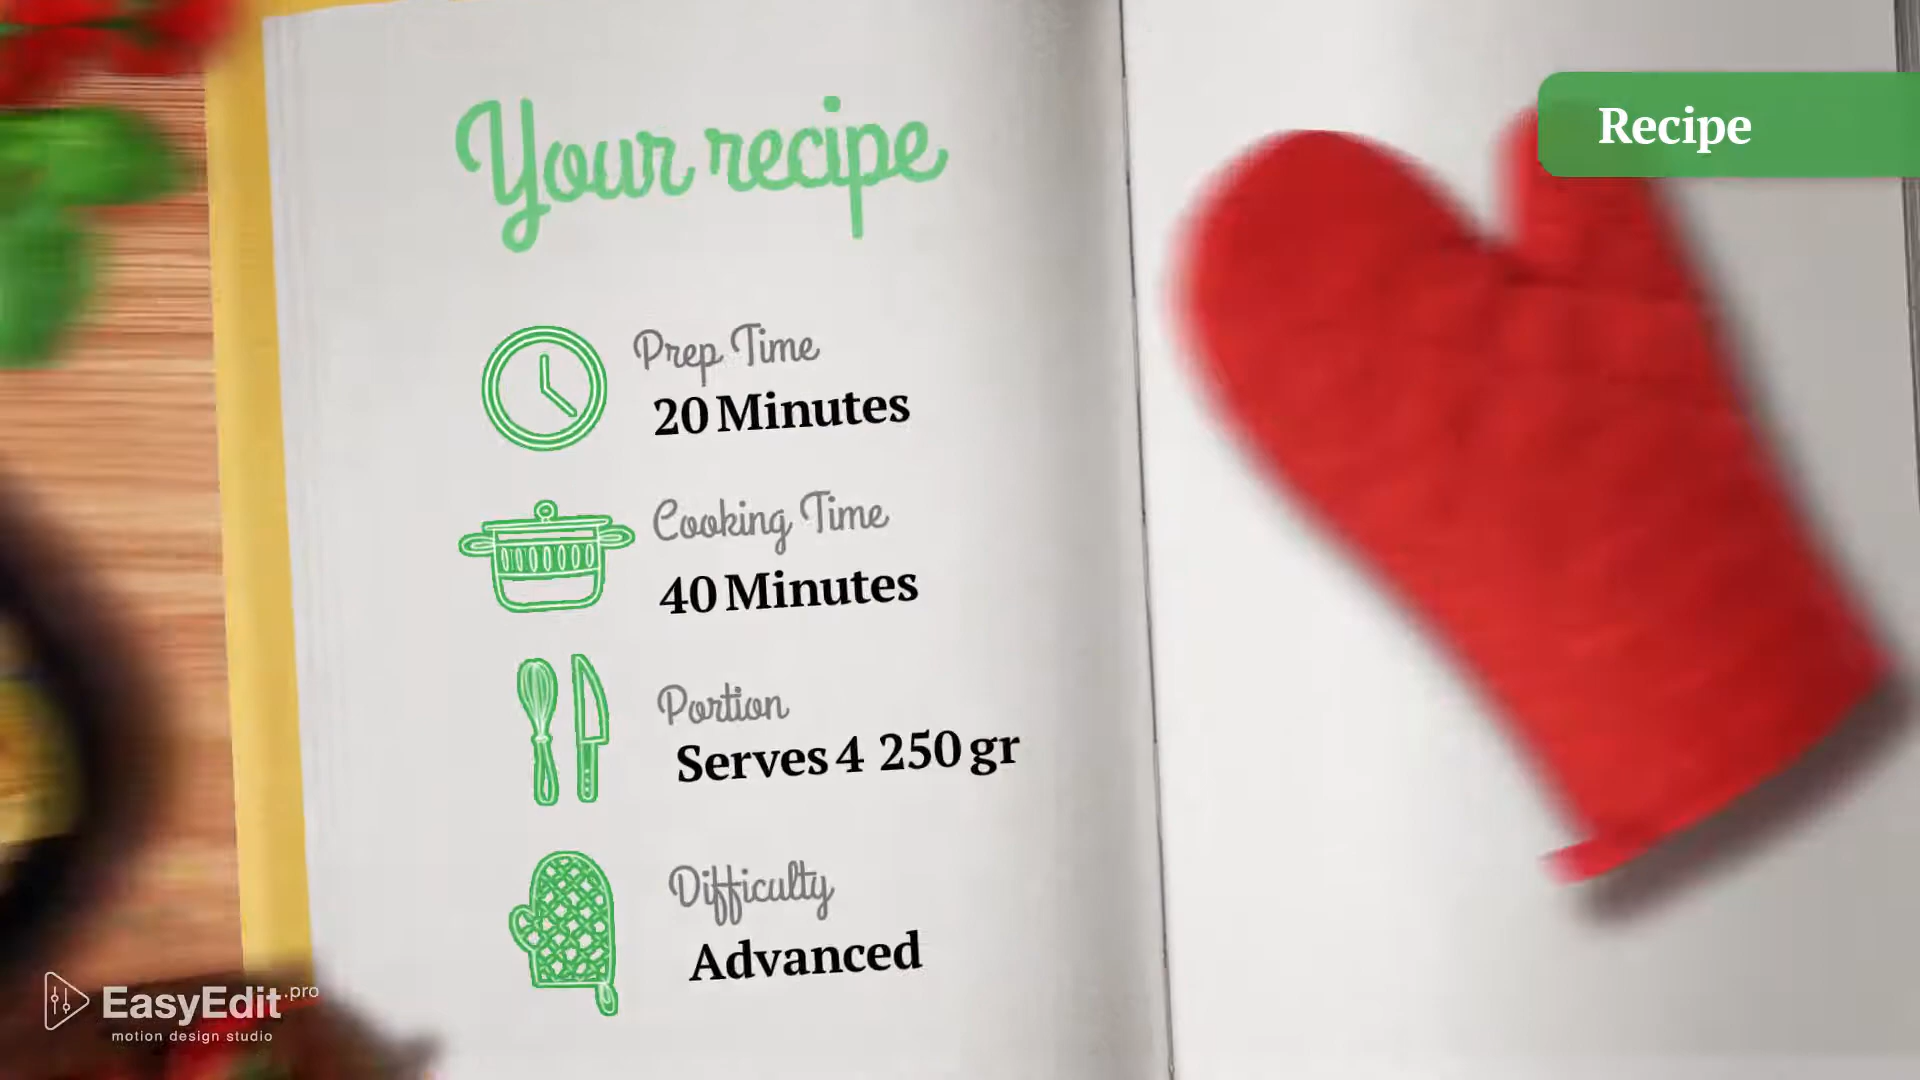 Your recipe
Recipe
Prep Time
20 Minutes
Cooking Time
40 Minutes
Portion
Serves 4 250 gr
Difficulty
Advanced
EasyEdit.pro
motion design studio